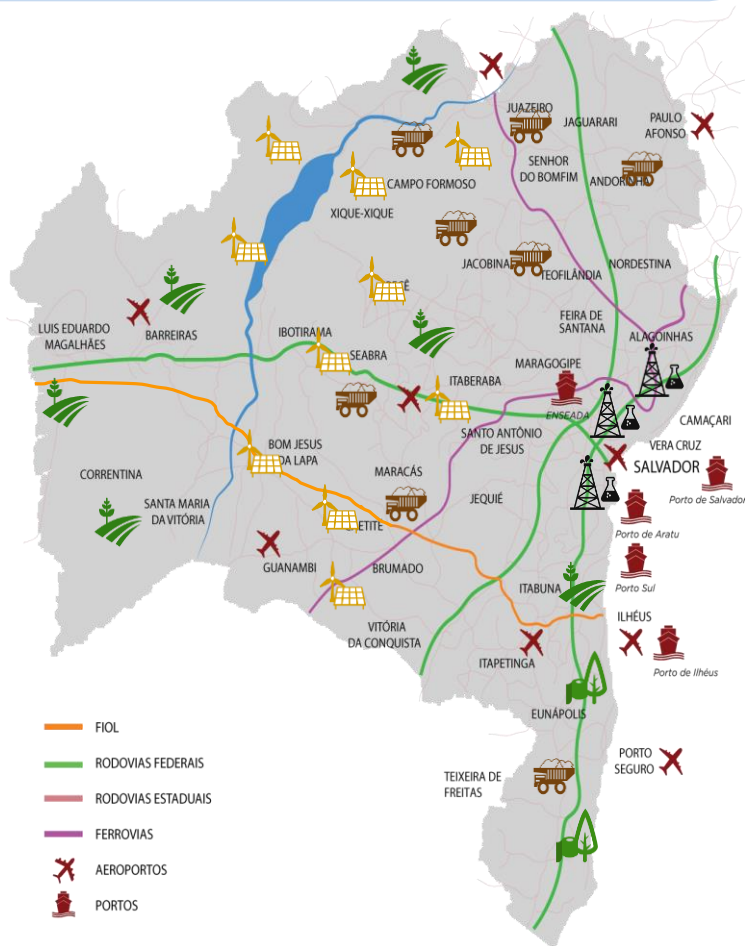 JUAZEIRO
JAGUARARI
PAULO
AFONSO
SENHOR
DO BOMFIM
ANDORINHA
CAMPO FORMOSO
XIQUE-XIQUE
JACOBINA
TEOFILÂNDIA
NORDESTINA
FEIRA DE
SANTANA
ALAGOINHAS
LUIS EDUARDO
MAGALHÃES
BARREIRAS
IBOTIRAMA
SEABRA
ITABERABA
MARAGOGIPE
ENSEADA
CAMAÇARI
SANTO ANTÔNIO
DE JESUS
VERA CRUZ
SALVADOR
Porto de Salvador
BOM JESUS
DA LAPA
CORRENTINA
MARACÁS
JEQUIÉ
SANTA MARIA
DA VITÓRIA
Porto de Aratu
GUANAMBI
BRUMADO
ITABUNA
Porto Sul
VITÓRIA
DA CONQUISTA
ILHÉUS
ITAPETINGA
Porto de Ilhéus
EUNÁPOLIS
PORTO
SEGURO
TEIXEIRA DE
FREITAS
FIOL
RODOVIAS FEDERAIS
RODOVIAS ESTADUAIS
FERROVIAS
AEROPORTOS
PORTOS